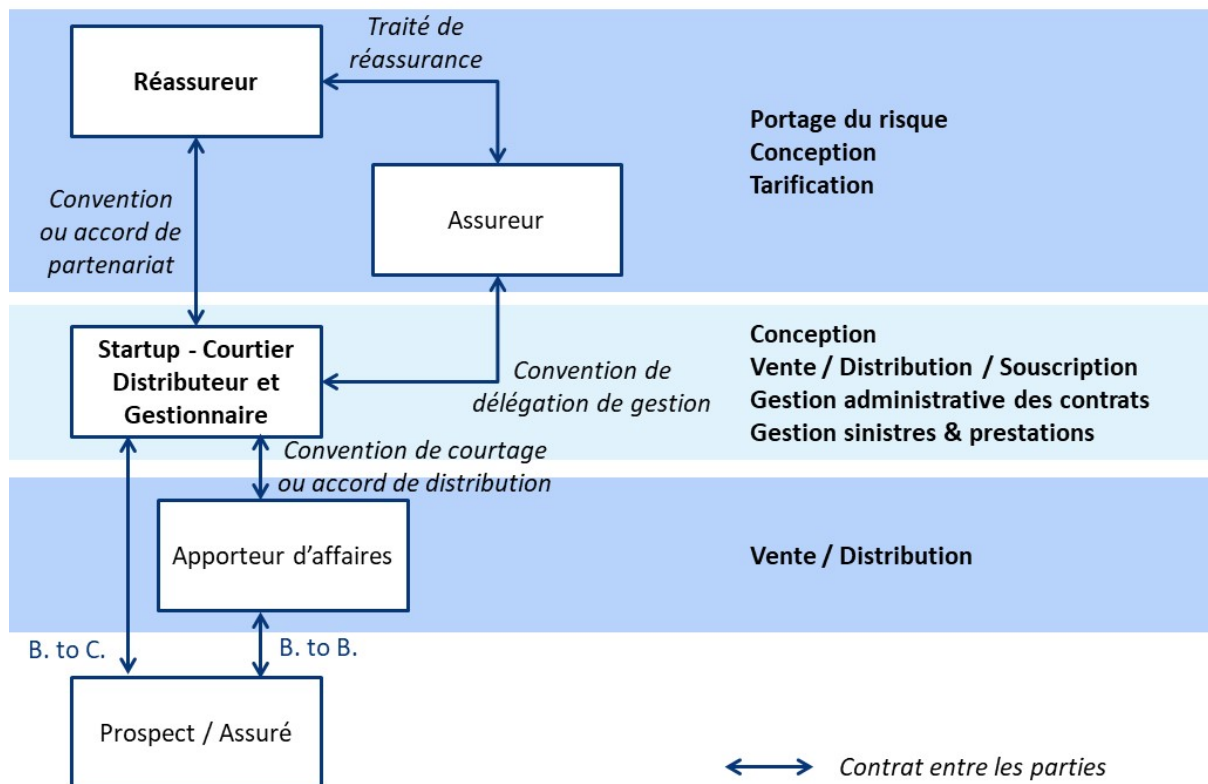 Traité de
réassurance
Réassureur
Portage du risque
Conception
Tarification
Convention
ou accord de
partenariat
Assureur
Startup - Courtier
Distributeur et
Gestionnaire
Convention de
délégation de gestion
Conception
Vente / Distribution / Souscription
Gestion administrative des contrats
Gestion sinistres & prestations
Convention de courtage
ou accord de distribution
Apporteur d’affaires
Vente / Distribution
B. to C.
B. to B.
Prospect / Assuré
Contrat entre les parties